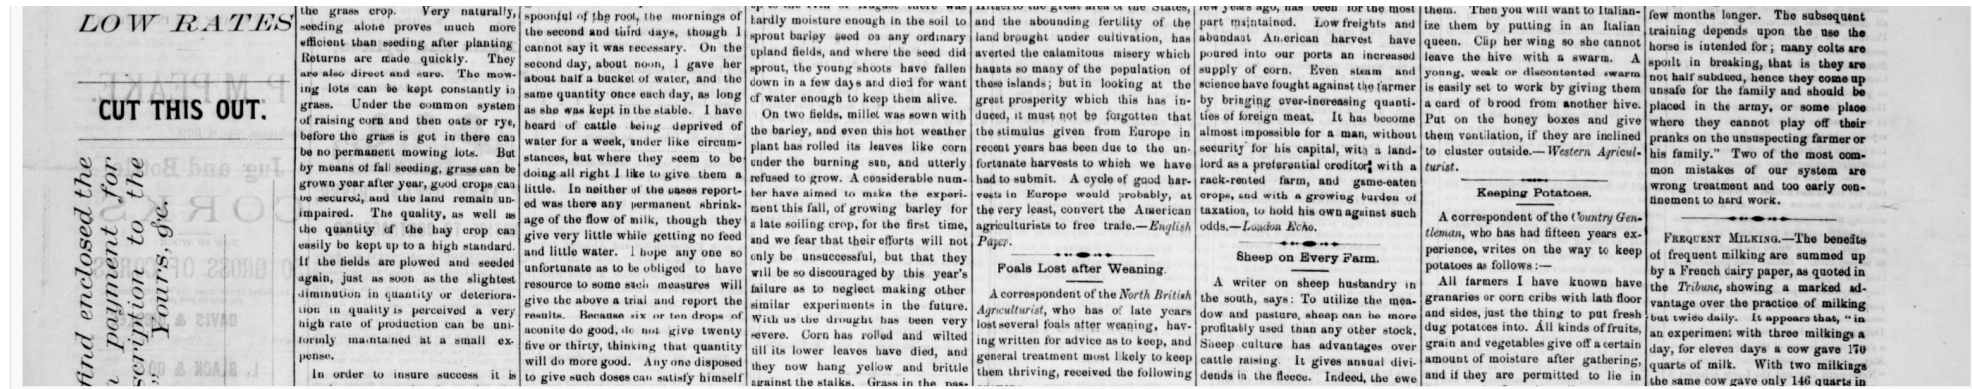 LOW RATES
CUT THIS OUT.
find enclosed the
payment for
scription to the
Yours, &c.
the grass crop. Very naturally,
seeding alone proves much more
efficient than seeding after planting
Returns are made quickly. They
are also direct and sure. The mow-
ing lots can be kept constantly in
grass. Under the common system
of raising corn and then oats or rye,
before the grass is got in there can
be no permanent mowing lots. But
by means of fall seeding, grass can be
grown year after year, good crops can
be secured, and the land remain un-
impaired. The quality, as well as
the quantity of the hay crop can
easily be kept up to a high standard.
If the fields are plowed and seeded
again, just as soon as the slightest
diminution in quantity or deteriora-
tion in quality is perceived a very
high rate of production can be uni-
formly maintained at a small ex-
pense.
In order to insure success it is
spoonful of the root, the mornings of
the second and third days, though I
cannot say it was necessary. On the
second day, about noon, I gave her
about half a bucket of water, and the
same quantity once each day, as long
as she was kept in the stable. I have
heard of cattle being deprived of
water for a week, under like circum-
stances, but where they seem to be
doing all right I like to give them a
little. In neither of the cases report-
ed was there any permanent shrink-
age of the flow of milk, though they
give very little while getting no feed
and little water. I hope any one so
unfortunate as to be obliged to have
resource to some such measures will
give the above a trial and report the
results. Because six or ten drops of
aconite do good, do not give twenty
five or thirty, thinking that quantity
will do more good. Any one disposed
to give such doses can satisfy himself
up to the 1st of August there was
hardly moisture enough in the soil to
sprout barley seed on any ordinary
upland fields, and where the seed did
sprout, the young shoots have fallen
down in a few days and died for want
of water enough to keep them alive.
On two fields, millet was sown with
the barley, and even this hot weather
plant has rolled its leaves like corn
under the burning sun, and utterly
refused to grow. A considerable num-
ber have aimed to make the experi-
ment this fall, of growing barley for
a late soiling crop, for the first time,
and we fear that their efforts will not
only be unsuccessful, but that they
will be so discouraged by this year's
failure as to neglect making other
similar experiments in the future.
With us the drought has been very
severe. Corn has rolled and wilted
till its lower leaves have died, and
they now hang yellow and brittle
against the stalks. Grass in the pas-
Hitherto the great area of the States,
and the abounding fertility of the
land brought under cultivation, has
averted the calamitous misery which
haunts so many of the population of
these islands; but in looking at the
great prosperity which this has in-
duced, it must not be forgotten that
the stimulus given from Europe in
recent years has been due to the un-
fortunate harvests to which we have
had to submit. A cycle of good har-
vests in Europe would probably, at
the very least, convert the American
agriculturists to free trade.—English
Paper.
Foals Lost after Weaning.
A correspondent of the North British
Agriculturist, who has of late years
lost several foals after weaning, hav-
ing written for advice as to keep, and
general treatment most likely to keep
them thriving, received the following
few years ago, has been for the most
part maintained. Low freights and
abundant American harvest have
poured into our ports an increased
supply of corn. Even steam and
science have fought against the farmer
by bringing ever-increasing quanti-
ties of foreign meat. It has become
almost impossible for a man, without
security for his capital, with a land-
lord as a preferential creditor; with a
rack-rented farm, and game-eaten
crops, and with a growing burden of
taxation, to hold his own against such
odds.—London Echo.
Sheep on Every Farm.
A writer on sheep husbandry in
the south, says: To utilize the mea-
dow and pasture, sheep can be more
profitably used than any other stock.
Sheep culture has advantages over
cattle raising. It gives annual divi-
dends in the fleece. Indeed, the ewe
them. Then you will want to Italian-
ize them by putting in an Italian
queen. Clip her wing so she cannot
leave the hive with a swarm. A
young, weak or discontented swarm
is easily set to work by giving them
a card of brood from another hive.
Put on the honey boxes and give
them ventilation, if they are inclined
to cluster outside.—Western Agricul-
turist.
Keeping Potatoes.
A correspondent of the Country Gen-
tleman, who has had fifteen years ex-
perience, writes on the way to keep
potatoes as follows:—
All farmers I have known have
granaries or corn cribs with lath floor
and sides, just the thing to put fresh
dug potatoes into. All kinds of fruits,
grain and vegetables give off a certain
amount of moisture after gathering,
and if they are permitted to lie in
few months longer. The subsequent
training depends upon the use the
horse is intended for; many colts are
spoilt in breaking, that is they are
not half subdued, hence they come up
unsafe for the family and should be
placed in the army, or some place
where they cannot play off their
pranks on the unsuspecting farmer or
his family." Two of the most com-
mon mistakes of our system are
wrong treatment and too early con-
finement to hard work.
FREQUENT MILKING.—The benefits
of frequent milking are summed up
by a French dairy paper, as quoted in
the Tribune, showing a marked ad-
vantage over the practice of milking
but twice daily. It appears that, "in
an experiment with three milkings a
day, for eleven days a cow gave 170
quarts of milk. With two milkings
the same cow gave only 146 quarts in